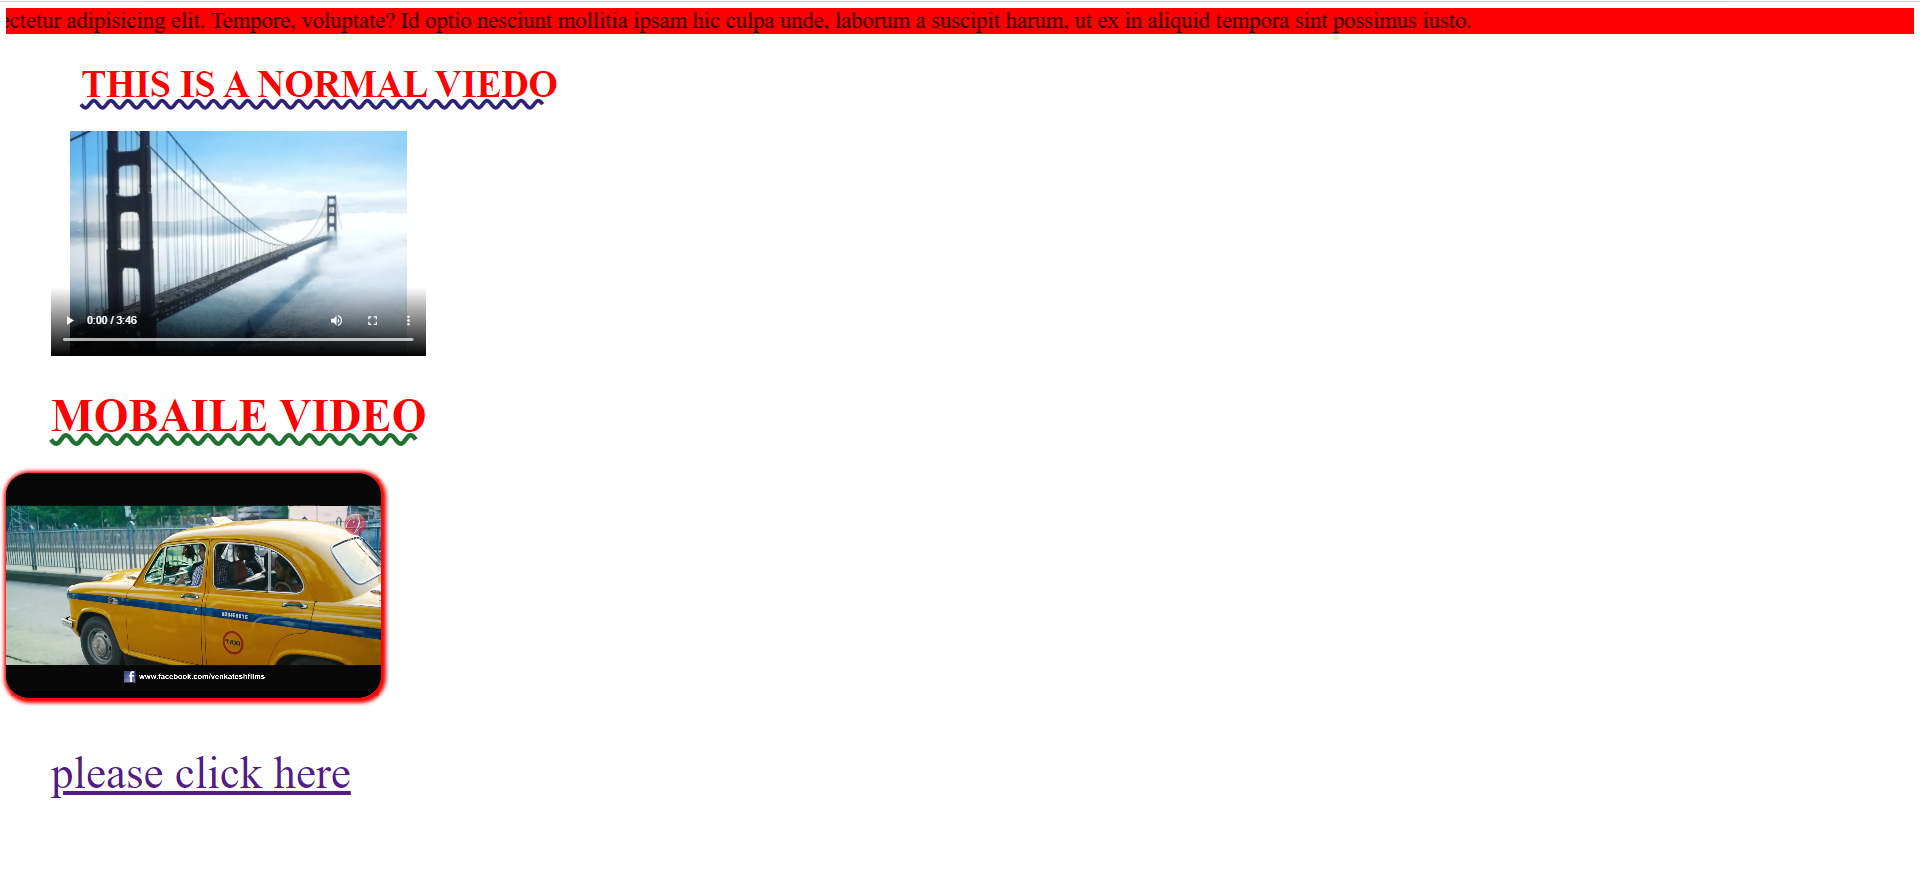 ectetur adipisicing elit. Tempore, voluptate? Id optio nesciunt mollitia ipsam hic culpa unde, laborum a suscipit harum, ut ex in aliquid tempora sint possimus iusto.
THIS IS A NORMAL VIEDO
0:00 / 3:46
MOBAILE VIDEO
TAXI
www.facebook.com/venkateshfilms
please click here